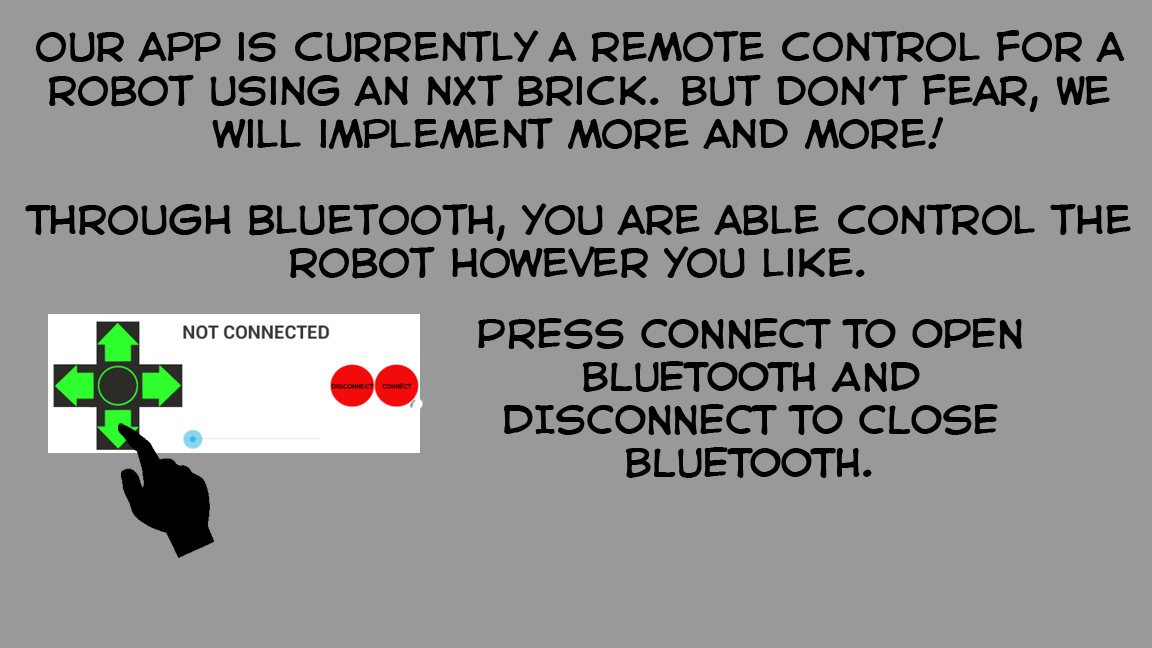 OUR APP IS CURRENTLY A REMOTE CONTROL FOR A
ROBOT USING AN NXT BRICK. BUT DON'T FEAR, WE
WILL IMPLEMENT MORE AND MORE!
THROUGH BLUETOOTH, YOU ARE ABLE CONTROL THE
ROBOT HOWEVER YOU LIKE.
NOT CONNECTED
DISCONNECT CONNECT
PRESS CONNECT TO OPEN
BLUETOOTH AND
DISCONNECT TO CLOSE
BLUETOOTH.